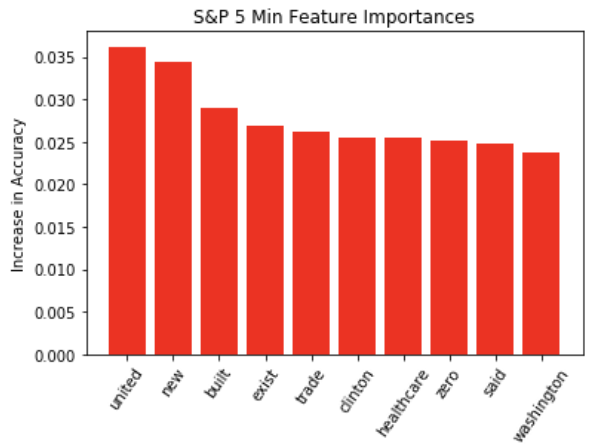 S&P 5 Min Feature Importances
Increase in Accuracy
0.035
0.030
0.025
0.020
0.015
0.010
0.005
0.000
united
new
built
exist
trade
clinton
healthcare
zero
said
washington